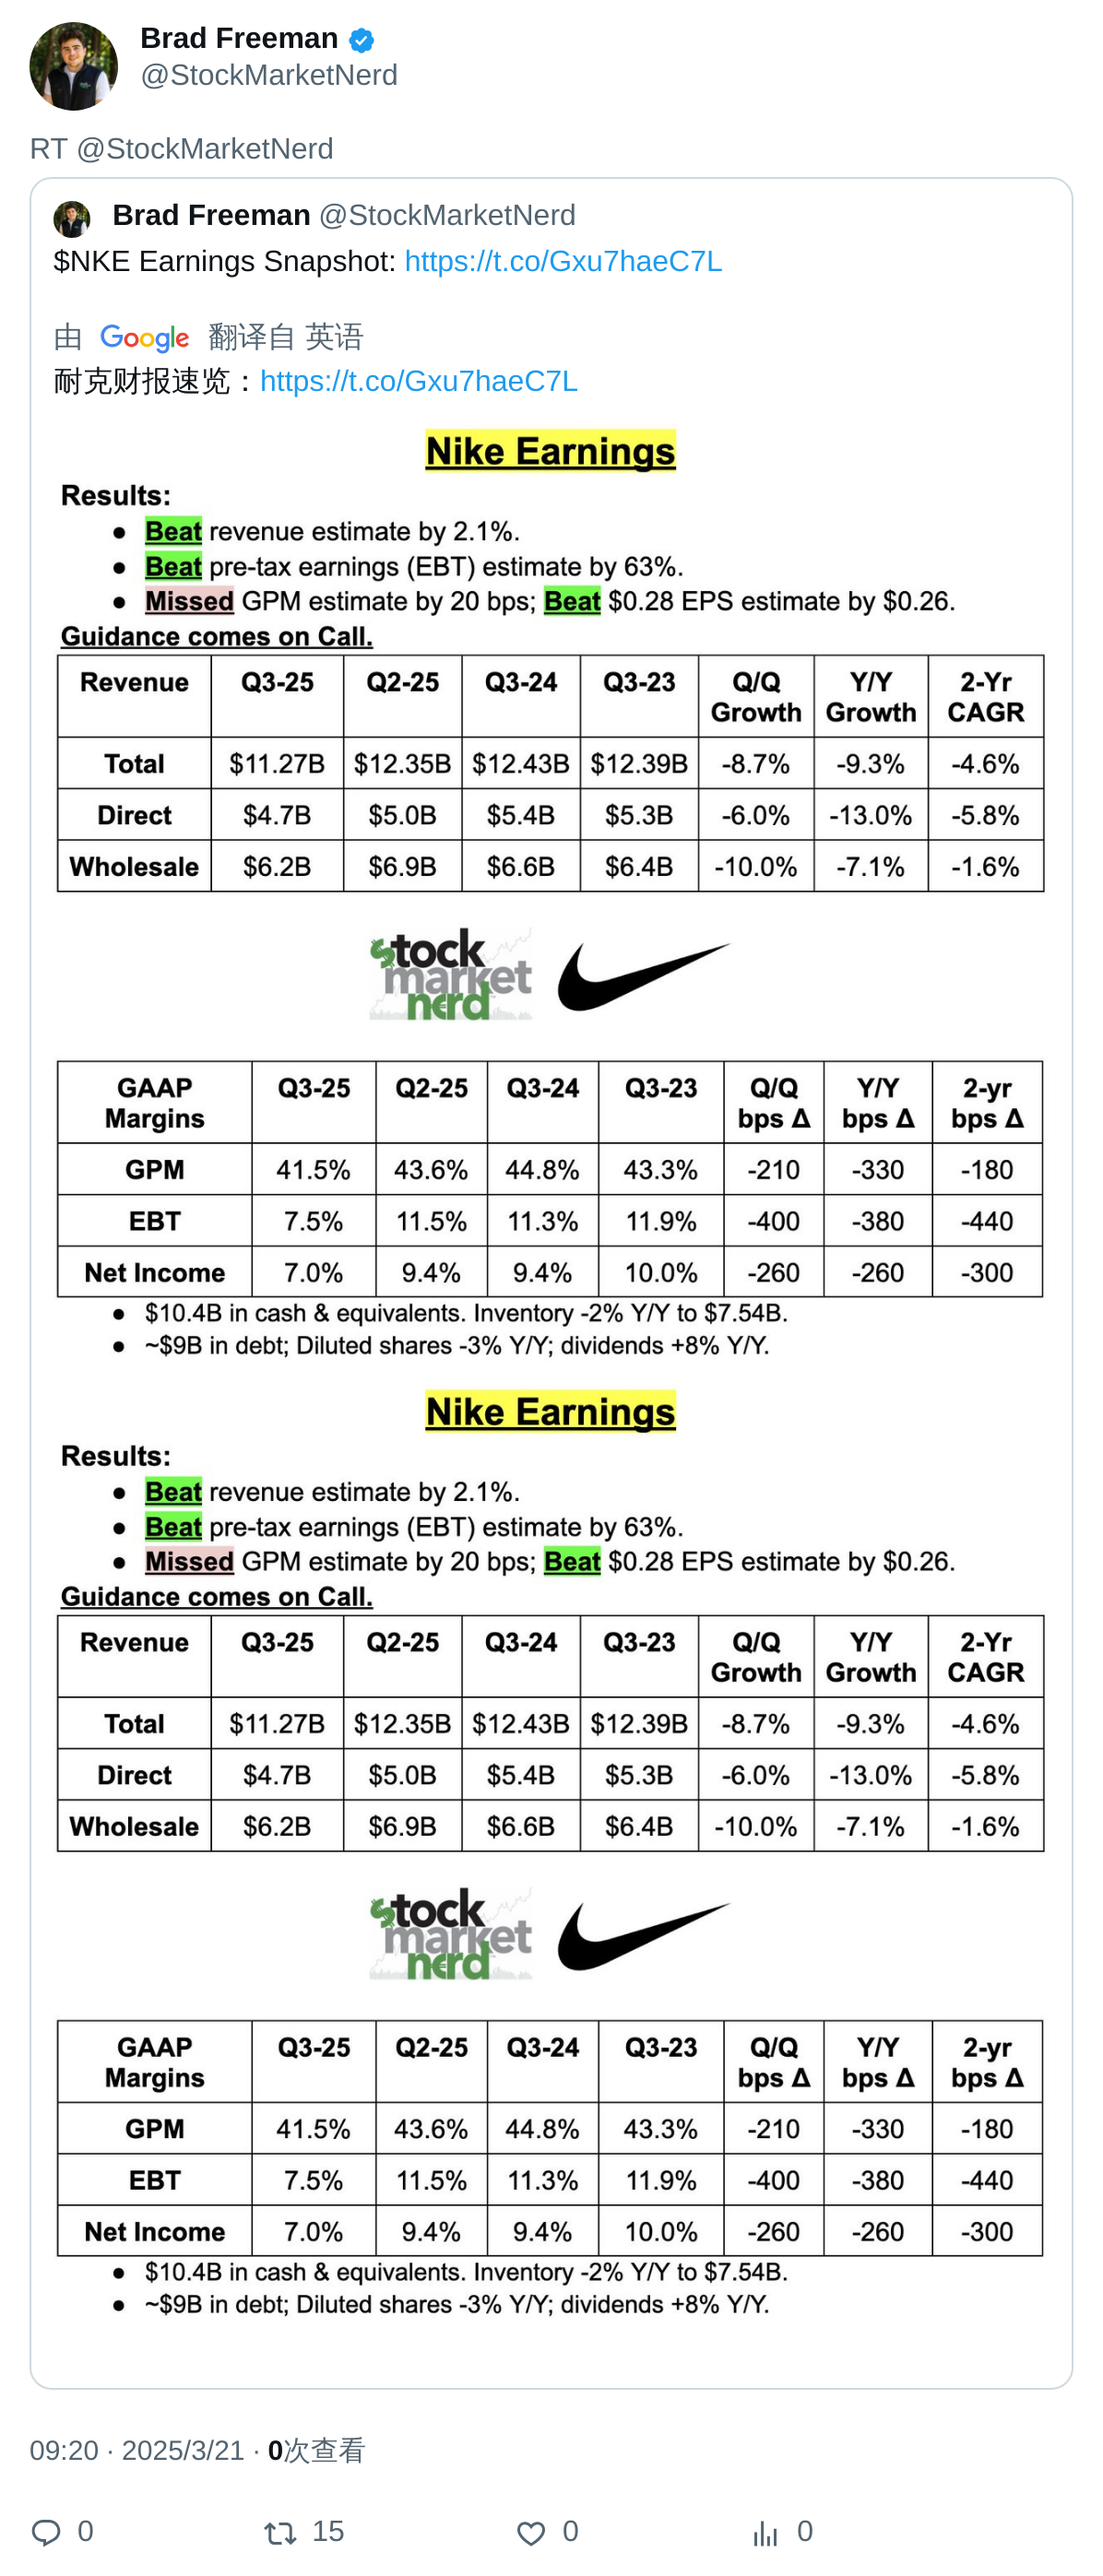 Brad Freeman
@StockMarketNerd
RT @StockMarketNerd
Brad Freeman @StockMarketNerd
$NKE Earnings Snapshot: https://t.co/Gxu7haeC7L
由 Google 翻译自 英语
耐克财报速览：https://t.co/Gxu7haeC7L
Nike Earnings
Results:
● Beat revenue estimate by 2.1%.
● Beat pre-tax earnings (EBT) estimate by 63%.
● Missed GPM estimate by 20 bps; Beat $0.28 EPS estimate by $0.26.
Guidance comes on Call.
Revenue Q3-25 Q2-25 Q3-24 Q3-23 Q/Q Growth Y/Y Growth 2-Yr CAGR
Total $11.27B $12.35B $12.43B $12.39B -8.7% -9.3% -4.6%
Direct $4.7B $5.0B $5.4B $5.3B -6.0% -13.0% -5.8%
Wholesale $6.2B $6.9B $6.6B $6.4B -10.0% -7.1% -1.6%
$tock
market
nerd
GAAP Margins Q3-25 Q2-25 Q3-24 Q3-23 Q/Q bps Δ Y/Y bps Δ 2-yr bps Δ
GPM 41.5% 43.6% 44.8% 43.3% -210 -330 -180
EBT 7.5% 11.5% 11.3% 11.9% -400 -380 -440
Net Income 7.0% 9.4% 9.4% 10.0% -260 -260 -300
● $10.4B in cash & equivalents. Inventory -2% Y/Y to $7.54B.
● ~$9B in debt; Diluted shares -3% Y/Y; dividends +8% Y/Y.
Nike Earnings
Results:
● Beat revenue estimate by 2.1%.
● Beat pre-tax earnings (EBT) estimate by 63%.
● Missed GPM estimate by 20 bps; Beat $0.28 EPS estimate by $0.26.
Guidance comes on Call.
Revenue Q3-25 Q2-25 Q3-24 Q3-23 Q/Q Growth Y/Y Growth 2-Yr CAGR
Total $11.27B $12.35B $12.43B $12.39B -8.7% -9.3% -4.6%
Direct $4.7B $5.0B $5.4B $5.3B -6.0% -13.0% -5.8%
Wholesale $6.2B $6.9B $6.6B $6.4B -10.0% -7.1% -1.6%
$tock
market
nerd
GAAP Margins Q3-25 Q2-25 Q3-24 Q3-23 Q/Q bps Δ Y/Y bps Δ 2-yr bps Δ
GPM 41.5% 43.6% 44.8% 43.3% -210 -330 -180
EBT 7.5% 11.5% 11.3% 11.9% -400 -380 -440
Net Income 7.0% 9.4% 9.4% 10.0% -260 -260 -300
● $10.4B in cash & equivalents. Inventory -2% Y/Y to $7.54B.
● ~$9B in debt; Diluted shares -3% Y/Y; dividends +8% Y/Y.
09:20 · 2025/3/21 · 0次查看
0 15 0 0